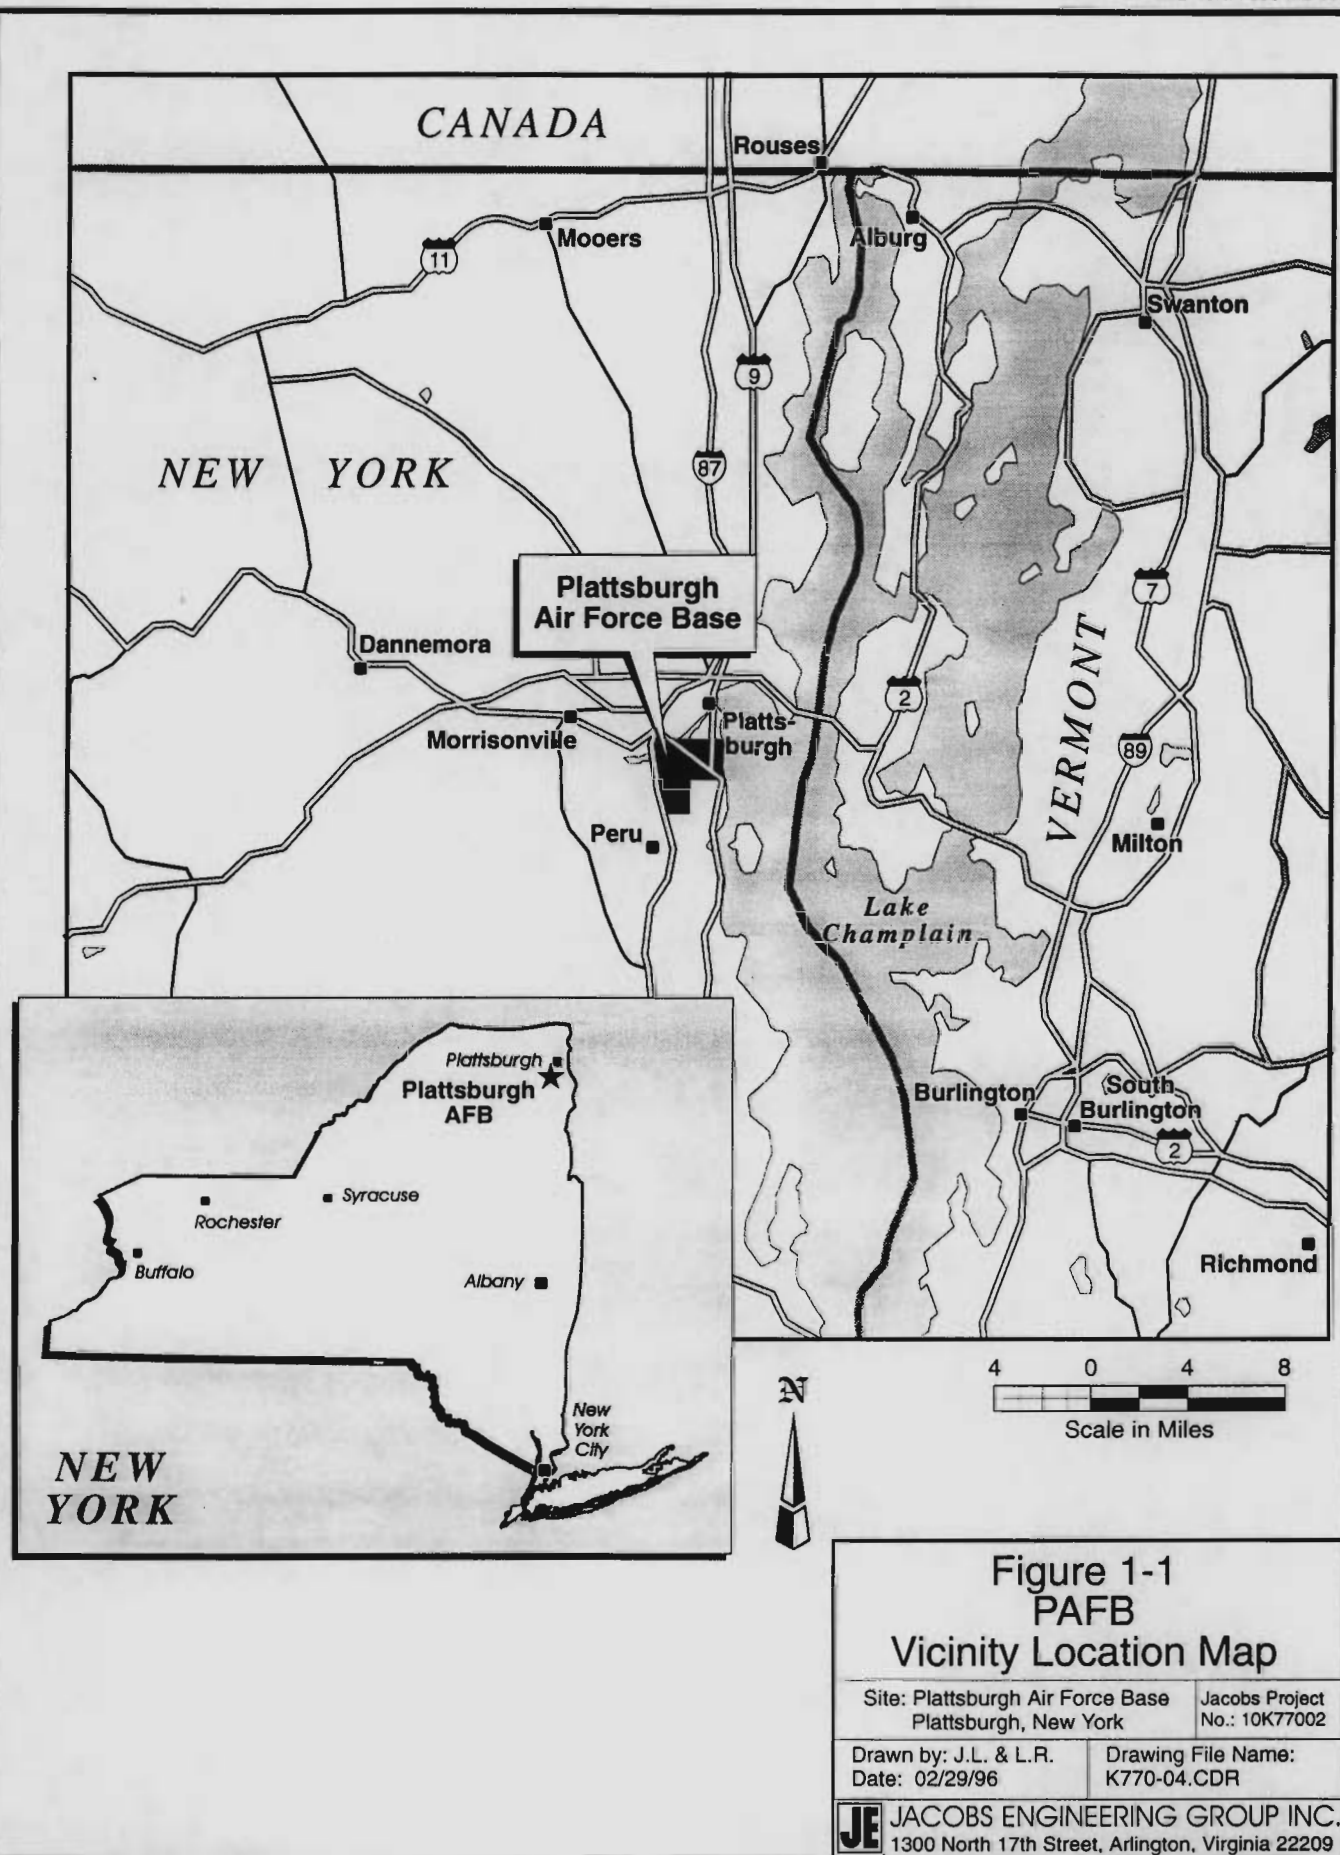 CANADA
Rouses
Mooers
Alburg
11
Swanton
9
NEW YORK
87
Plattsburgh
Air Force Base
7
Dannemora
2
VERMONT
Platts-
burgh
Morrisonville
89
Peru
Milton
Lake
Champlain
Burlington
South
Burlington
2
Richmond
Plattsburgh
Plattsburgh
AFB
Syracuse
Rochester
Buffalo
Albany
New
York
City
NEW
YORK
4 0 4 8
Scale in Miles
N
Figure 1-1
PAFB
Vicinity Location Map
Site: Plattsburgh Air Force Base
Plattsburgh, New York
Jacobs Project
No.: 10K77002
Drawn by: J.L. & L.R.
Date: 02/29/96
Drawing File Name:
K770-04.CDR
JE JACOBS ENGINEERING GROUP INC.
1300 North 17th Street, Arlington, Virginia 22209